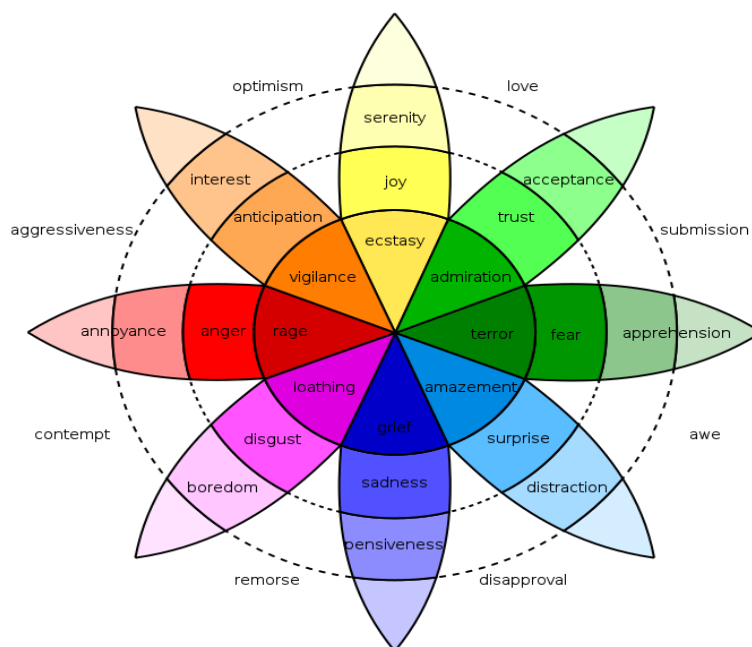 optimism
love
serenity
interest
acceptance
joy
anticipation
trust
aggressiveness
submission
ecstasy
vigilance
admiration
annoyance
anger
rage
terror
fear
apprehension
loathing
amazement
grief
contempt
disgust
surprise
awe
boredom
sadness
distraction
pensiveness
remorse
disapproval